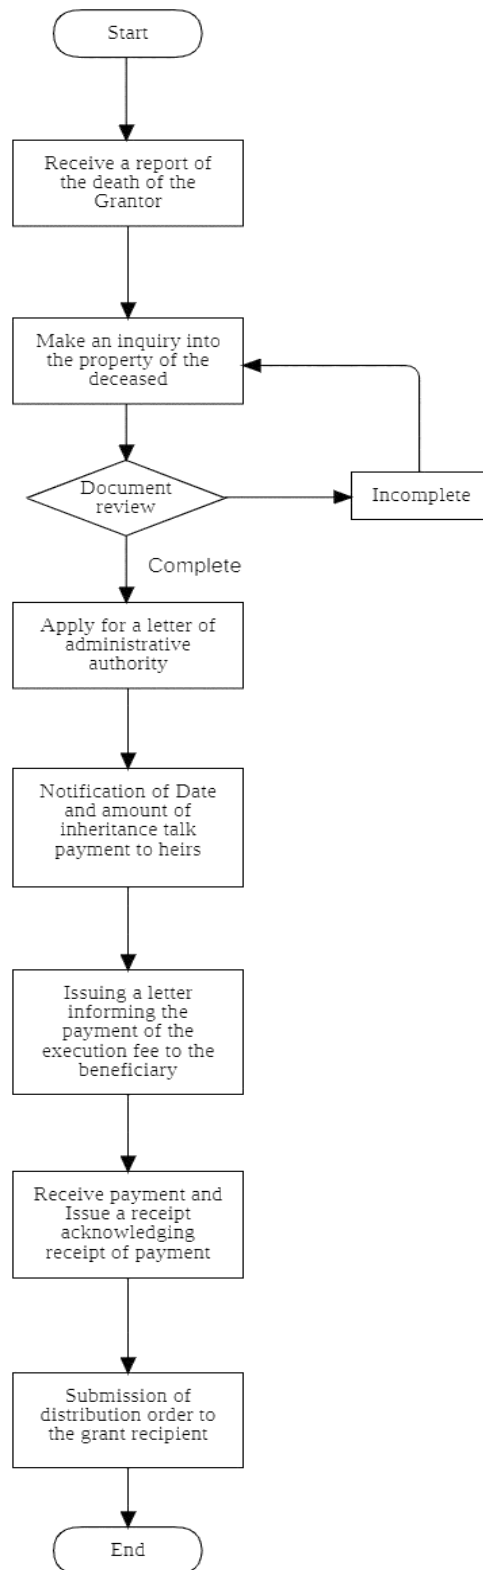 Start
Receive a report of
the death of the
Grantor
Make an inquiry into
the property of the
deceased
Document
review
Incomplete
Complete
Apply for a letter of
administrative
authority
Notification of Date
and amount of
inheritance talk
payment to heirs
Issuing a letter
informing the
payment of the
execution fee to the
beneficiary
Receive payment and
Issue a receipt
acknowledging
receipt of payment
Submission of
distribution order to
the grant recipient
End